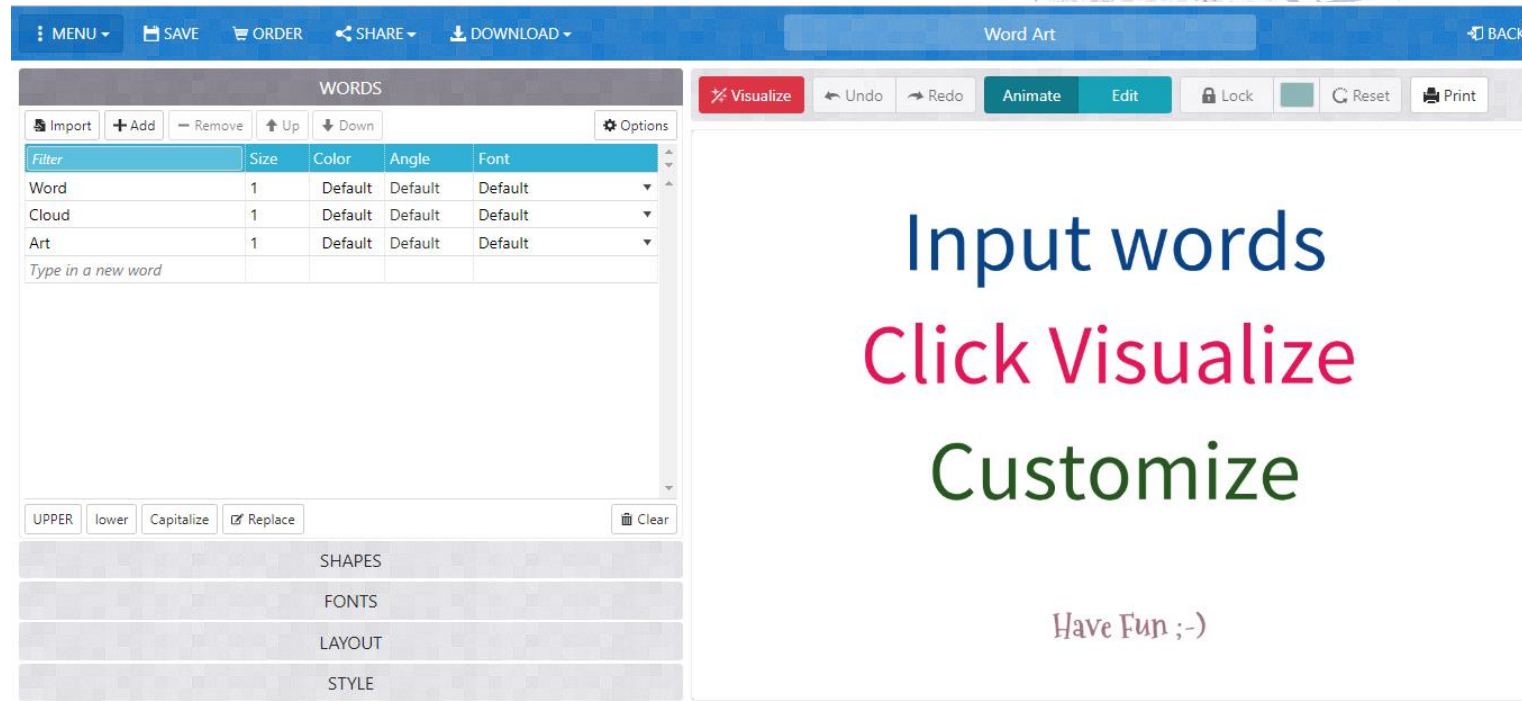 MENU SAVE ORDER SHARE DOWNLOAD Word Art BACK
WORDS
Import Add Remove Up Down Options
Filter Size Color Angle Font
Word 1 Default Default Default
Cloud 1 Default Default Default
Art 1 Default Default Default
Type in a new word
UPPER lower Capitalize Replace Clear
SHAPES
FONTS
LAYOUT
STYLE
Visualize Undo Redo Animate Edit Lock Reset Print
Input words
Click Visualize
Customize
Have Fun ;-)